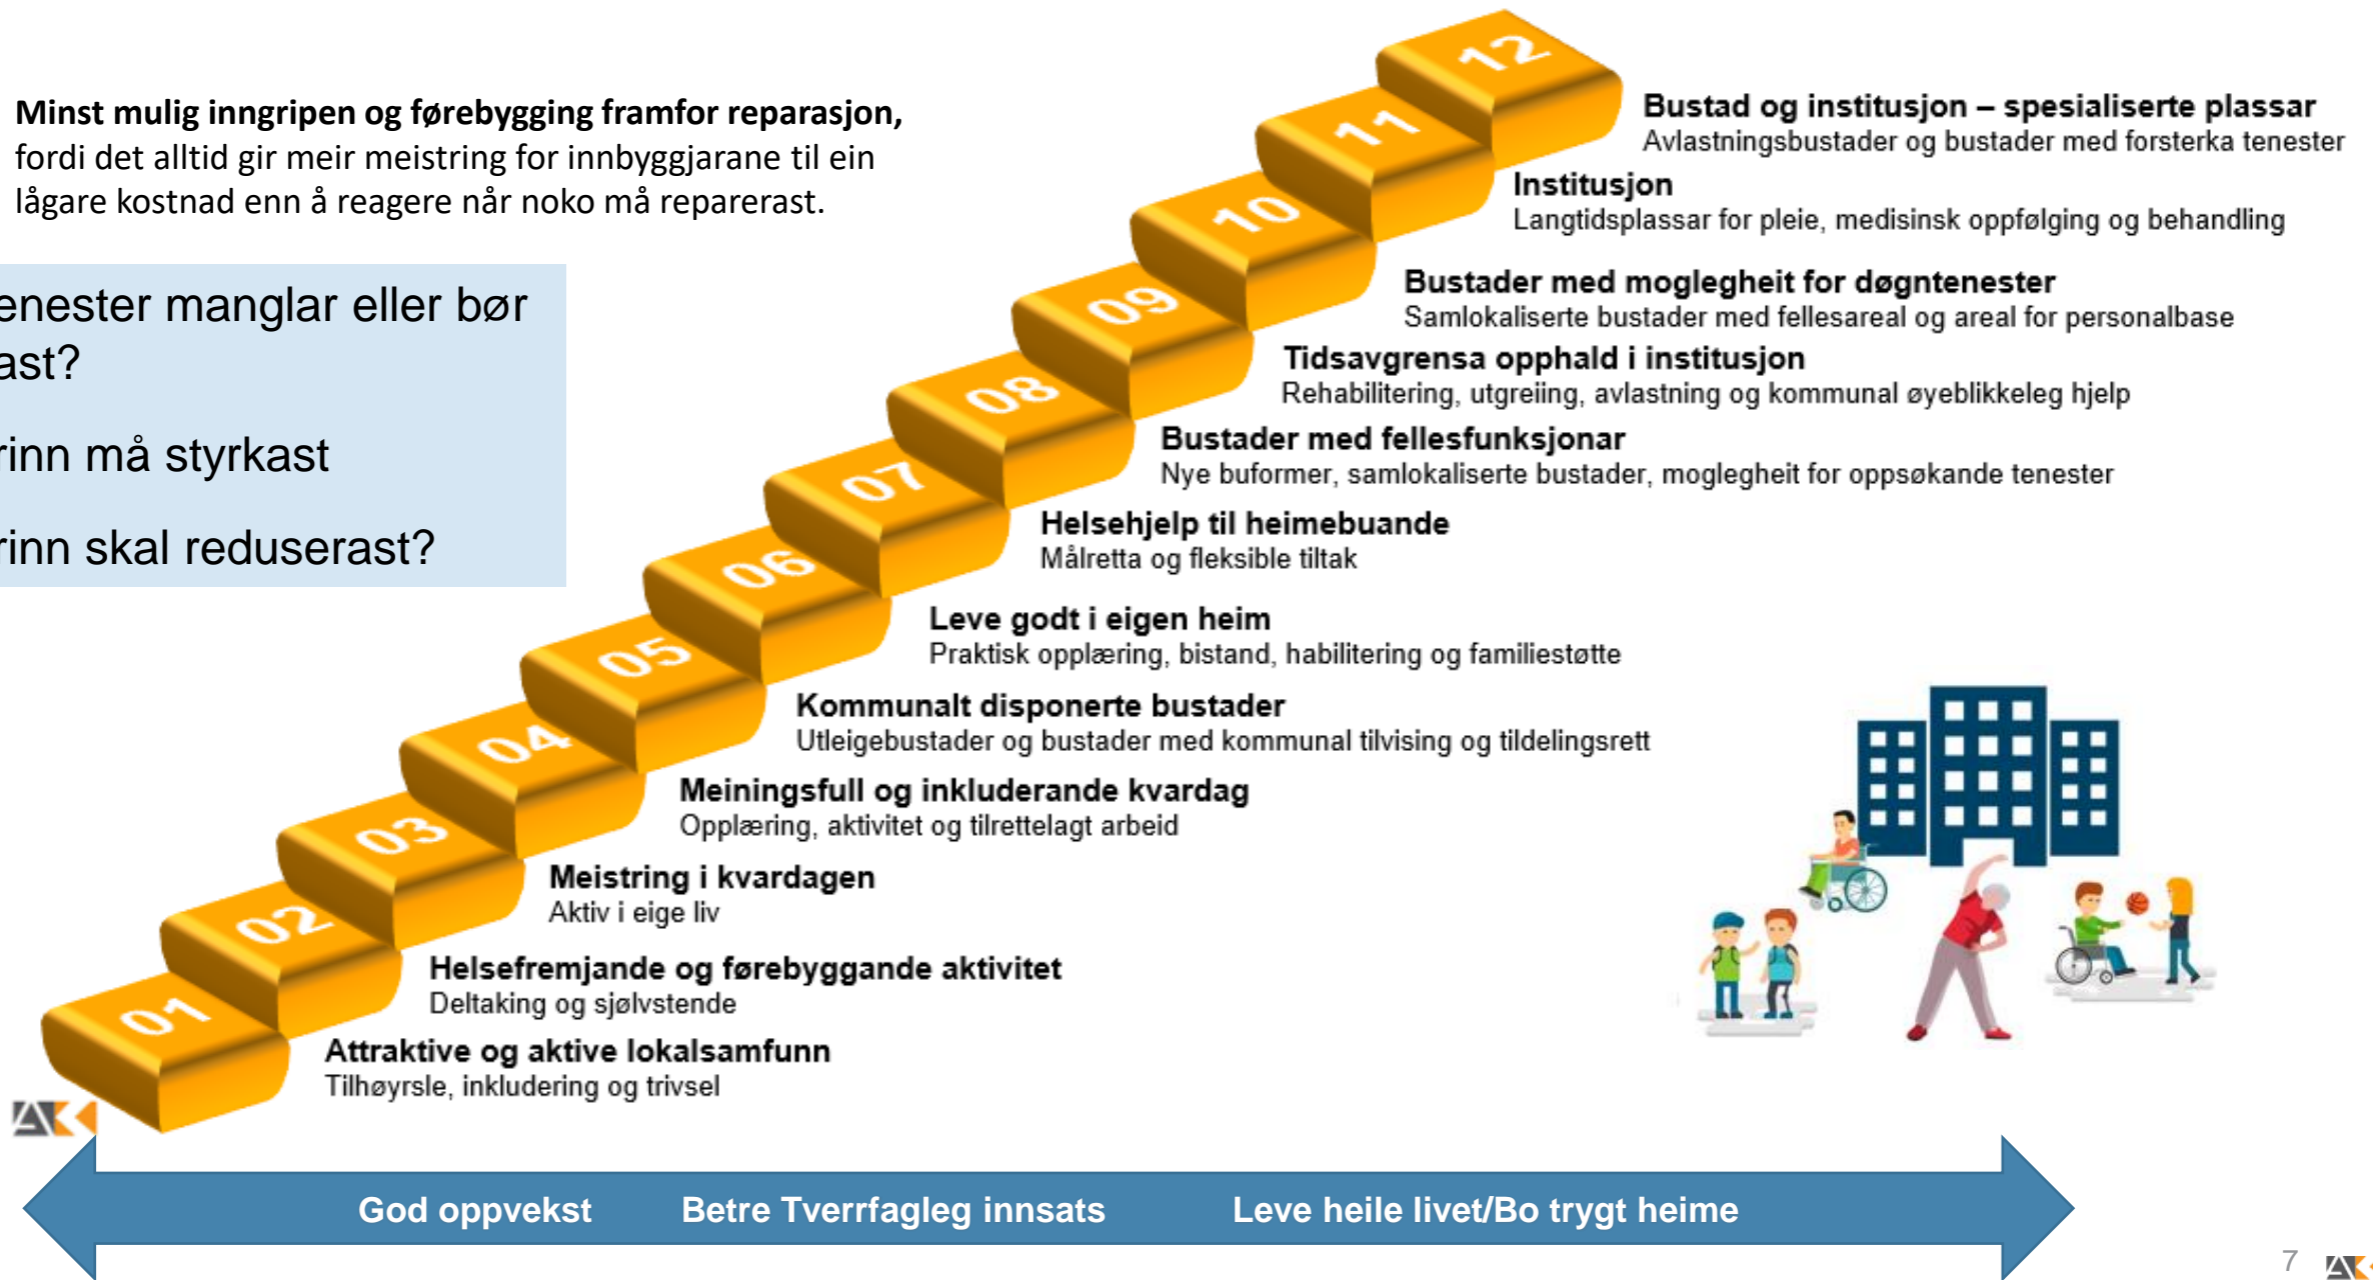 Minst mulig inngripen og førebygging framfor reparasjon,
fordi det alltid gir meir meistring for innbyggjarane til ein
lågare kostnad enn å reagere når noko må reparerast.
enester manglar eller bør
ast?
rinn må styrkast
rinn skal reduserast?
12
Bustad og institusjon – spesialiserte plassar
Avlastningsbustader og bustader med forsterka tenester
11
Institusjon
Langtidsplassar for pleie, medisinsk oppfølging og behandling
10
Bustader med moglegheit for døgntenester
Samlokaliserte bustader med fellesareal og areal for personalbase
09
Tidsavgrensa opphald i institusjon
Rehabilitering, utgreiing, avlastning og kommunal øyeblikkeleg hjelp
08
Bustader med fellesfunksjonar
Nye buformer, samlokaliserte bustader, moglegheit for oppsøkande tenester
07
Helsehjelp til heimebuande
Målretta og fleksible tiltak
06
Leve godt i eigen heim
Praktisk opplæring, bistand, habilitering og familiestøtte
05
Kommunalt disponerte bustader
Utleigebustader og bustader med kommunal tilvising og tildelingsrett
04
Meiningsfull og inkluderande kvardag
Opplæring, aktivitet og tilrettelagt arbeid
03
Meistring i kvardagen
Aktiv i eige liv
02
Helsefremjande og førebyggande aktivitet
Deltaking og sjølvstende
01
Attraktive og aktive lokalsamfunn
Tilhøyrsle, inkludering og trivsel
God oppvekst Betre Tverrfagleg innsats Leve heile livet/Bo trygt heime
7